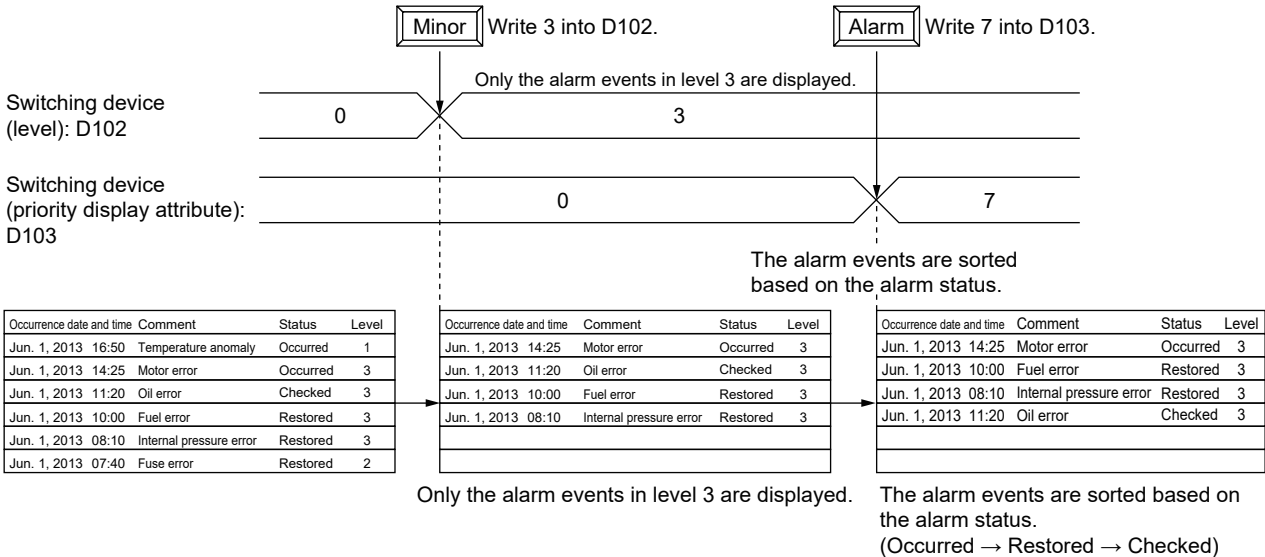 Minor Write 3 into D102.
Alarm Write 7 into D103.
Only the alarm events in level 3 are displayed.
Switching device
(level): D102
0
3
Switching device
(priority display attribute):
D103
0
7
The alarm events are sorted
based on the alarm status.
Occurrence date and time Comment Status Level
Jun. 1, 2013 16:50 Temperature anomaly Occurred 1
Jun. 1, 2013 14:25 Motor error Occurred 3
Jun. 1, 2013 11:20 Oil error Checked 3
Jun. 1, 2013 10:00 Fuel error Restored 3
Jun. 1, 2013 08:10 Internal pressure error Restored 3
Jun. 1, 2013 07:40 Fuse error Restored 2
Occurrence date and time Comment Status Level
Jun. 1, 2013 14:25 Motor error Occurred 3
Jun. 1, 2013 11:20 Oil error Checked 3
Jun. 1, 2013 10:00 Fuel error Restored 3
Jun. 1, 2013 08:10 Internal pressure error Restored 3
Occurrence date and time Comment Status Level
Jun. 1, 2013 14:25 Motor error Occurred 3
Jun. 1, 2013 10:00 Fuel error Restored 3
Jun. 1, 2013 08:10 Internal pressure error Restored 3
Jun. 1, 2013 11:20 Oil error Checked 3
Only the alarm events in level 3 are displayed.
The alarm events are sorted based on
the alarm status.
(Occurred → Restored → Checked)